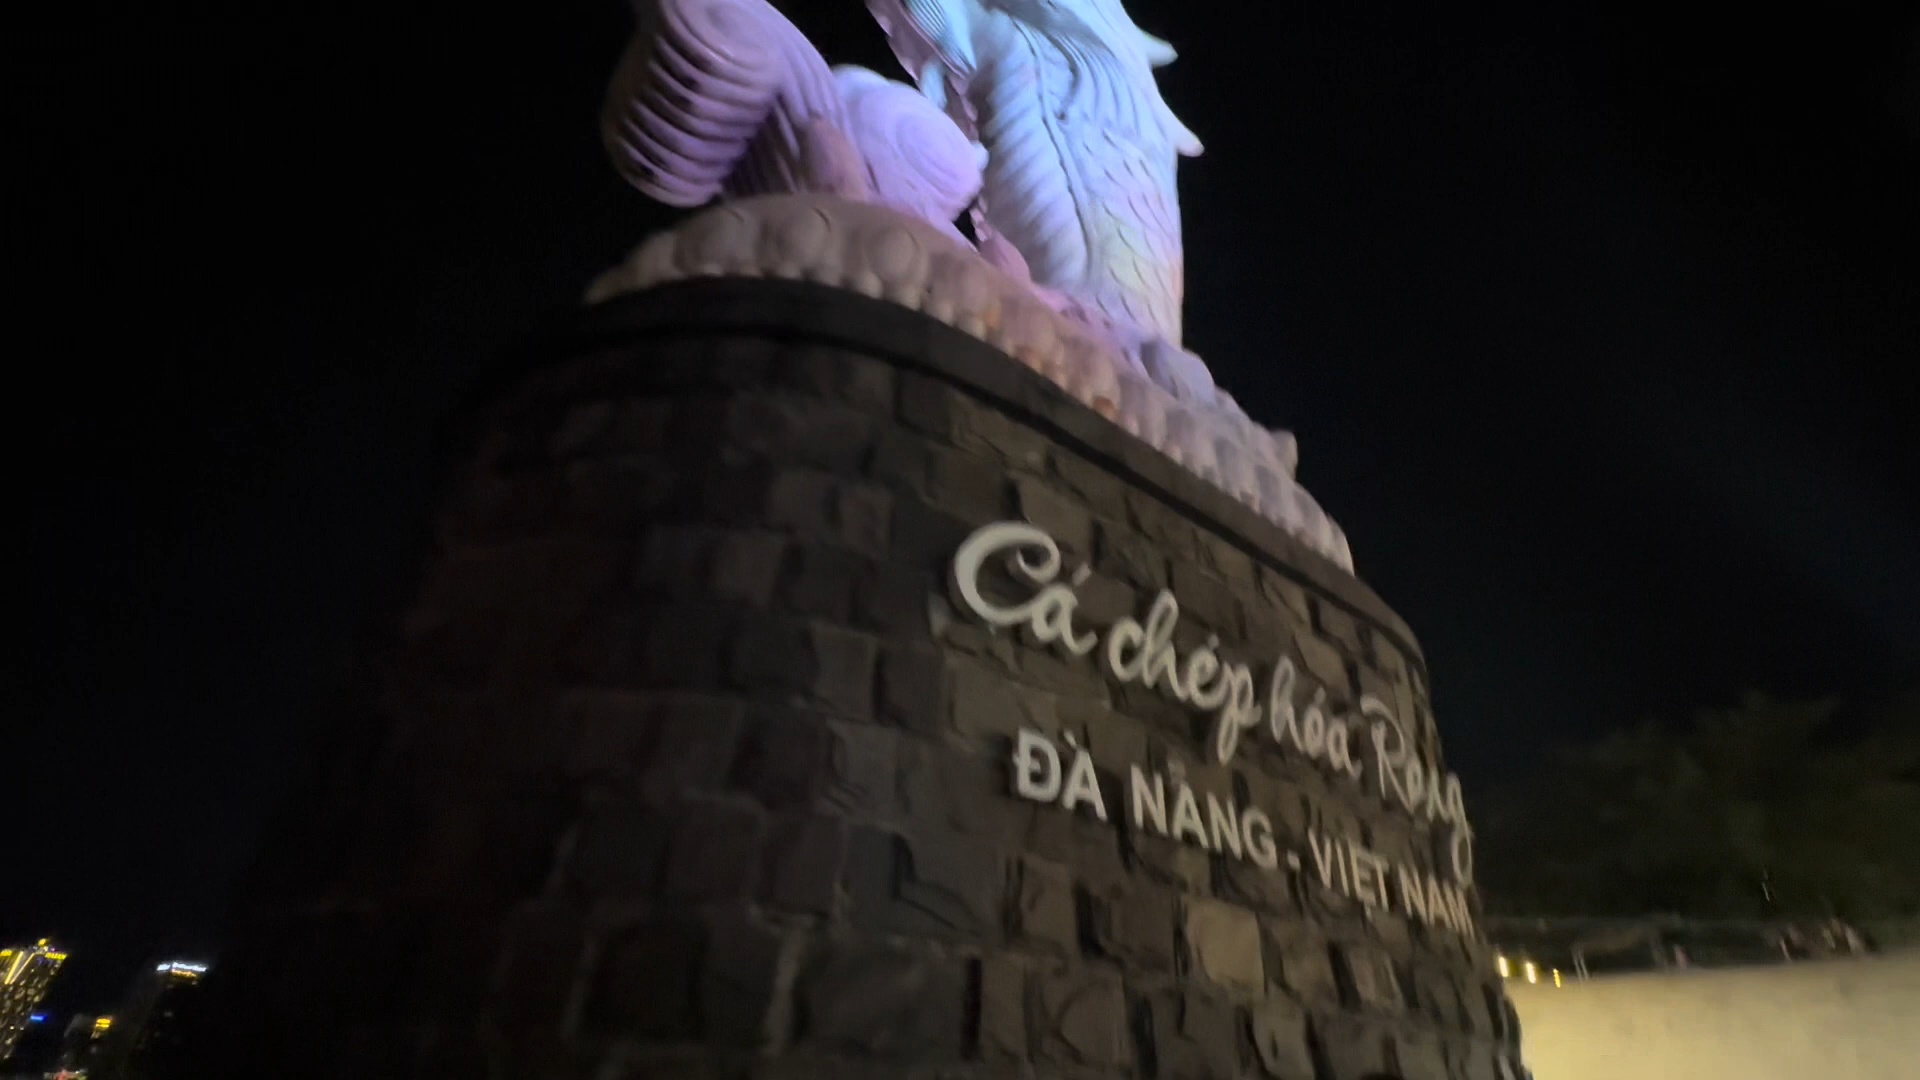 Cá chép hóa Rồng
ĐÀ NẴNG - VIỆT NAM